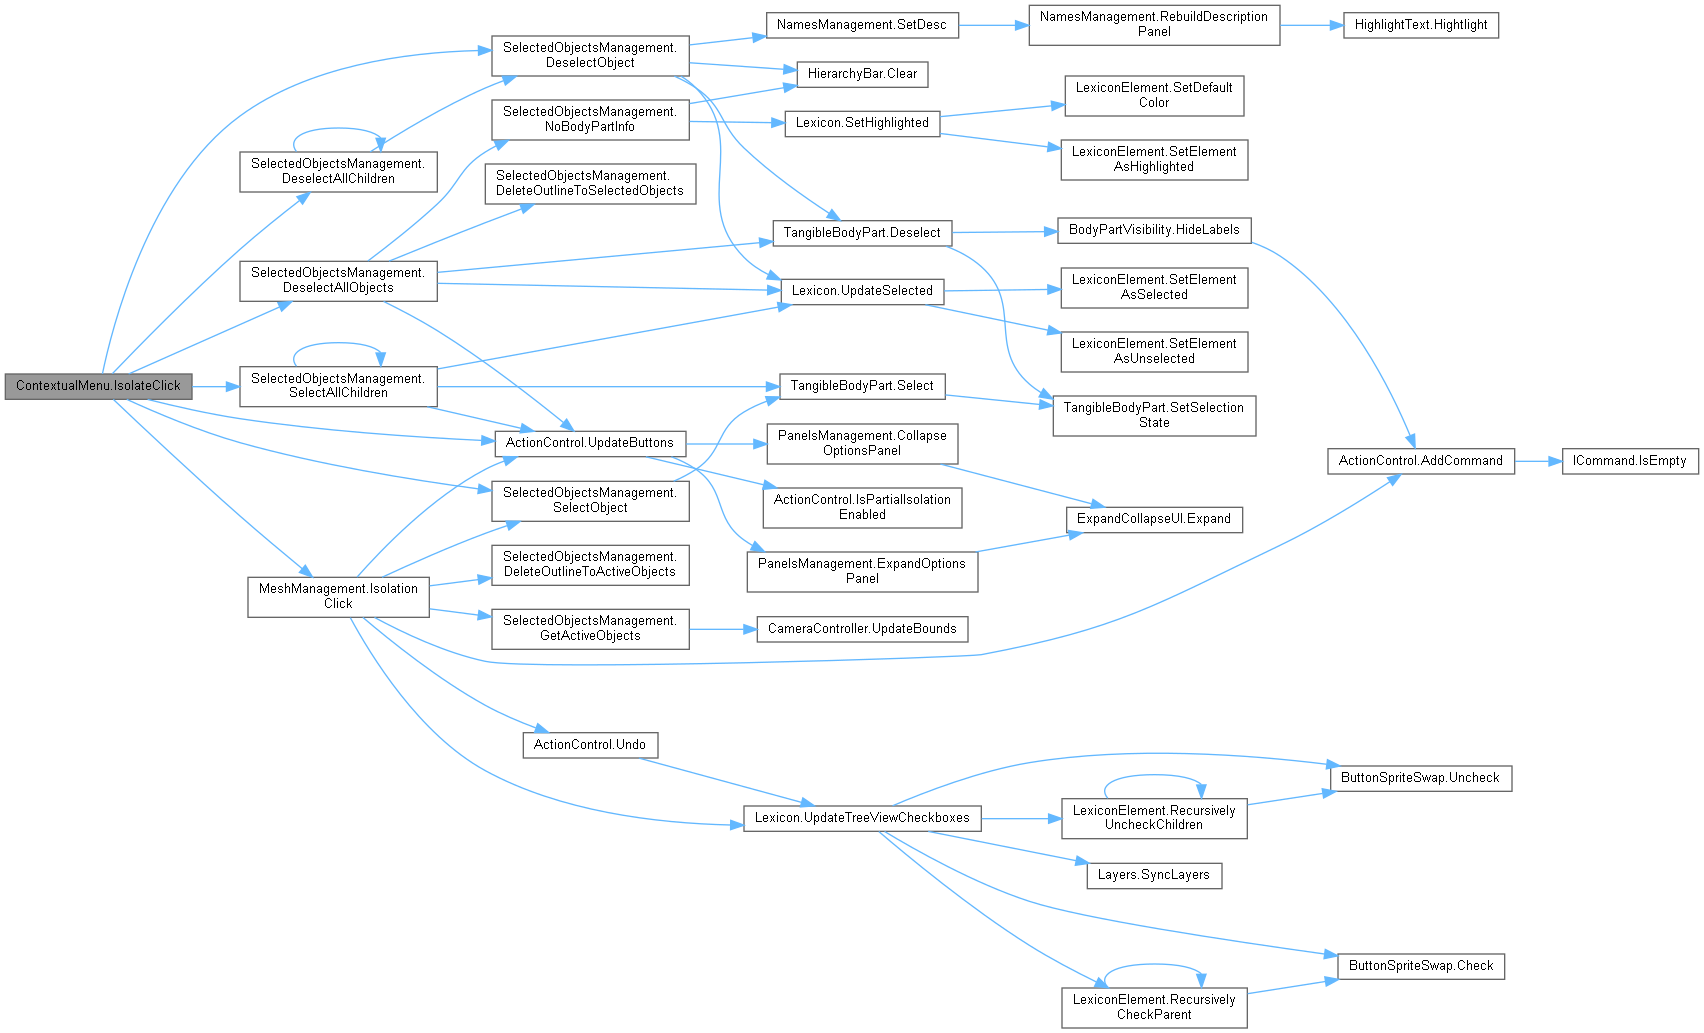 ContextualMenu.IsolateClick
SelectedObjectsManagement.
DeselectAllChildren
SelectedObjectsManagement.
DeselectAllObjects
SelectedObjectsManagement.
SelectAllChildren
MeshManagement.Isolation
Click
SelectedObjectsManagement.
DeselectObject
SelectedObjectsManagement.
NoBodyPartInfo
SelectedObjectsManagement.
DeleteOutlineToSelectedObjects
ActionControl.UpdateButtons
SelectedObjectsManagement.
SelectObject
SelectedObjectsManagement.
DeleteOutlineToActiveObjects
SelectedObjectsManagement.
GetActiveObjects
ActionControl.Undo
NamesManagement.SetDesc
HierarchyBar.Clear
Lexicon.SetHighlighted
TangibleBodyPart.Deselect
Lexicon.UpdateSelected
TangibleBodyPart.Select
PanelsManagement.Collapse
OptionsPanel
ActionControl.IsPartialIsolation
Enabled
PanelsManagement.ExpandOptions
Panel
CameraController.UpdateBounds
Lexicon.UpdateTreeViewCheckboxes
NamesManagement.RebuildDescription
Panel
LexiconElement.SetDefault
Color
LexiconElement.SetElement
AsHighlighted
BodyPartVisibility.HideLabels
LexiconElement.SetElement
AsSelected
LexiconElement.SetElement
AsUnselected
TangibleBodyPart.SetSelection
State
ExpandCollapseUI.Expand
LexiconElement.Recursively
UncheckChildren
Layers.SyncLayers
LexiconElement.Recursively
CheckParent
HighlightText.Hightlight
ActionControl.AddCommand
ButtonSpriteSwap.Uncheck
ButtonSpriteSwap.Check
ICommand.IsEmpty